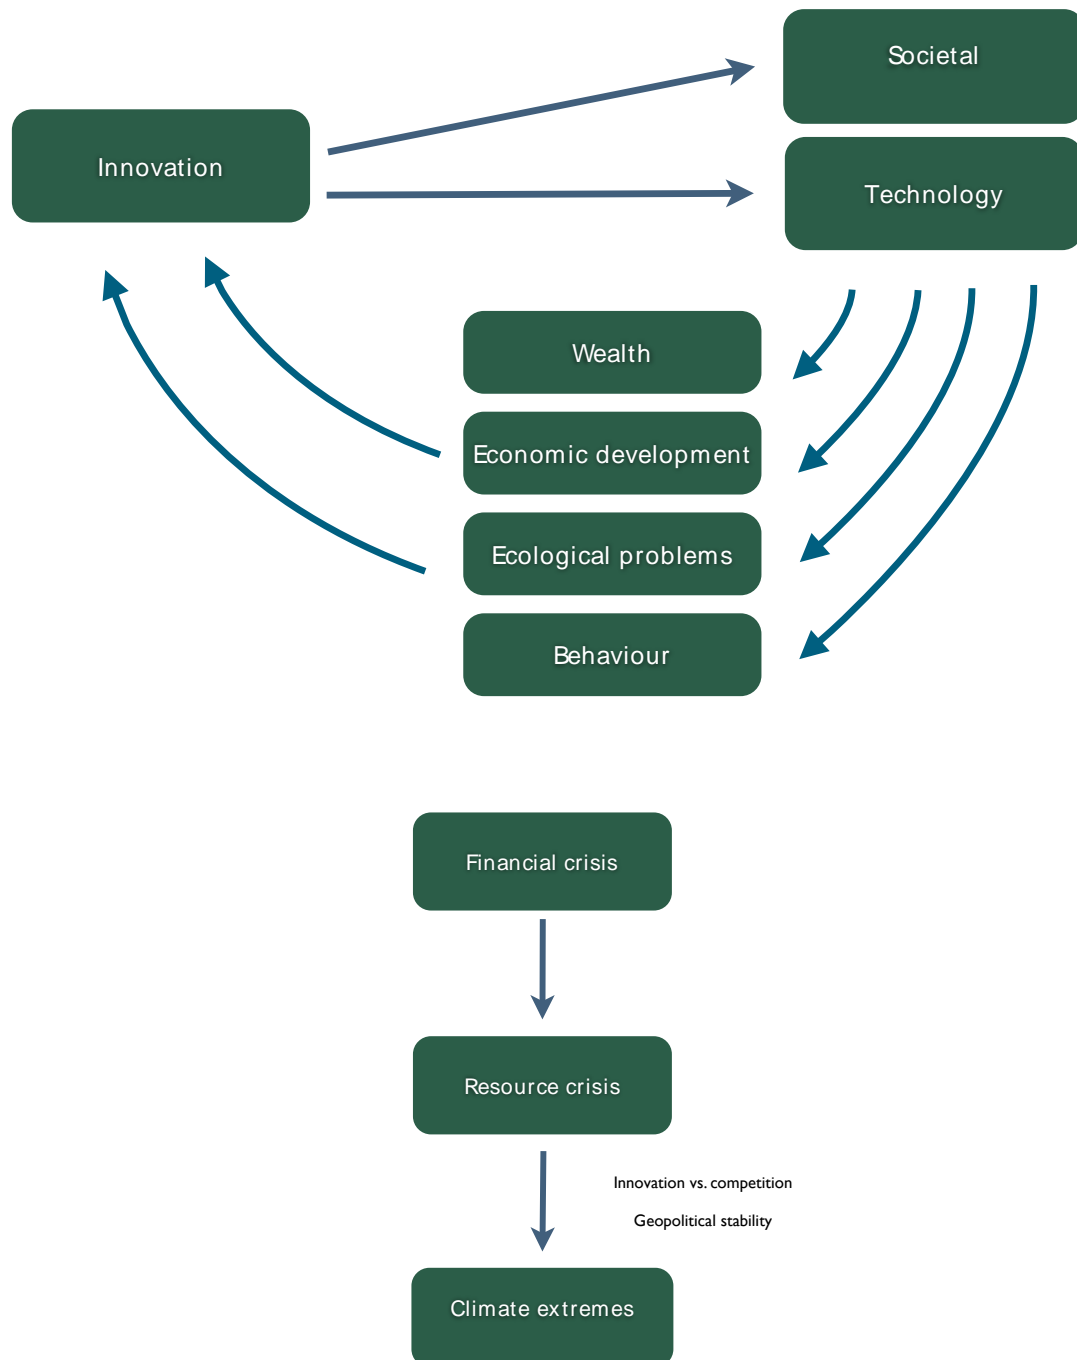 Societal
Innovation
Technology
Wealth
Economic development
Ecological problems
Behaviour
Financial crisis
Resource crisis
Innovation vs. competition
Geopolitical stability
Climate extremes